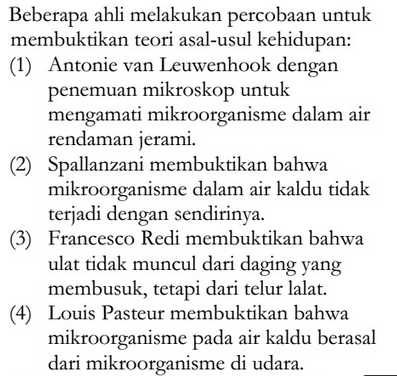 Beberapa ahli melakukan percobaan untuk
membuktikan teori asal-usul kehidupan:
(1) Antonie van Leuwenhook dengan
penemuan mikroskop untuk
mengamati mikroorganisme dalam air
rendaman jerami.
(2) Spallanzani membuktikan bahwa
mikroorganisme dalam air kaldu tidak
terjadi dengan sendirinya.
(3) Francesco Redi membuktikan bahwa
ulat tidak muncul dari daging yang
membusuk, tetapi dari telur lalat.
(4) Louis Pasteur membuktikan bahwa
mikroorganisme pada air kaldu berasal
dari mikroorganisme di udara.